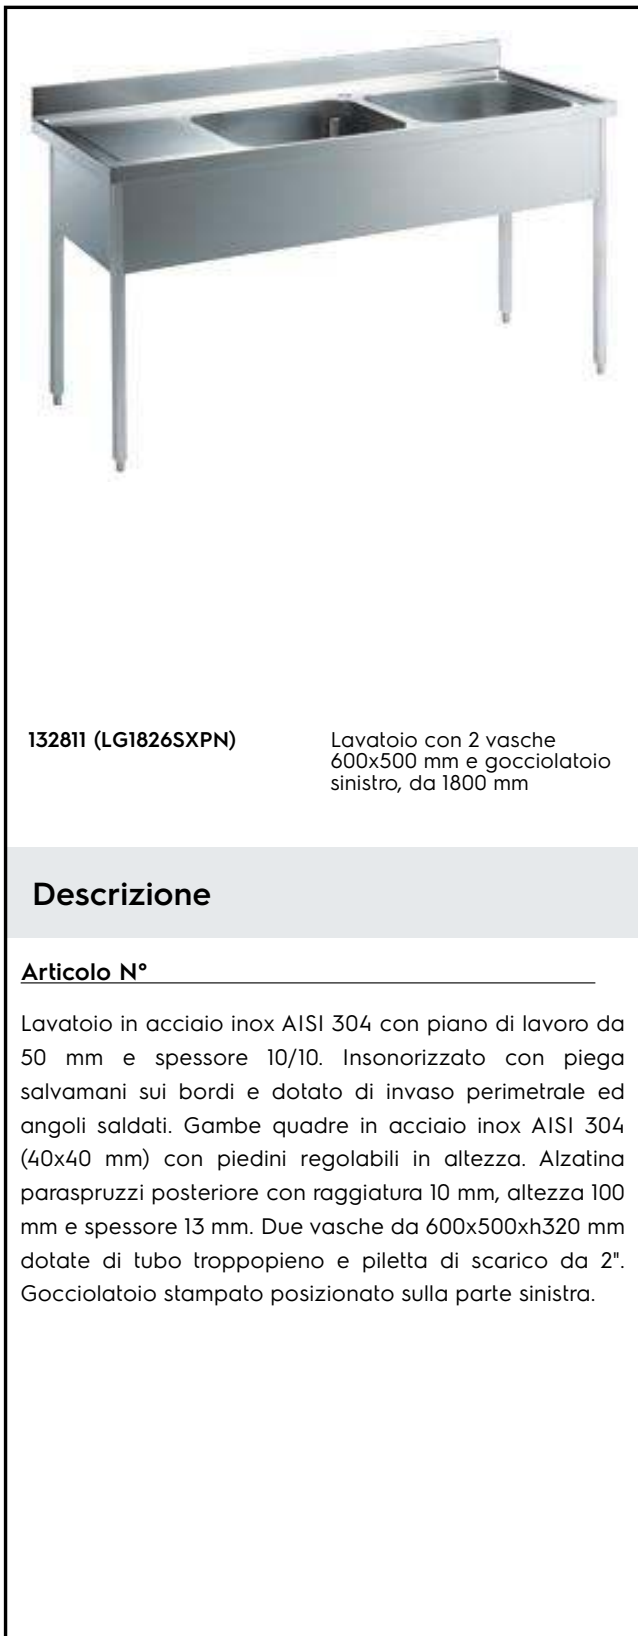 132811 (LG1826SXPN)
Lavatoio con 2 vasche
600x500 mm e gocciolatoio
sinistro, da 1800 mm
Descrizione
Articolo N°
Lavatoio in acciaio inox AISI 304 con piano di lavoro da
50 mm e spessore 10/10. Insonorizzato con piega
salvamani sui bordi e dotato di invaso perimetrale ed
angoli saldati. Gambe quadre in acciaio inox AISI 304
(40x40 mm) con piedini regolabili in altezza. Alzatina
paraspruzzi posteriore con raggiatura 10 mm, altezza 100
mm e spessore 13 mm. Due vasche da 600x500xh320 mm
dotate di tubo troppopieno e piletta di scarico da 2".
Gocciolatoio stampato posizionato sulla parte sinistra.